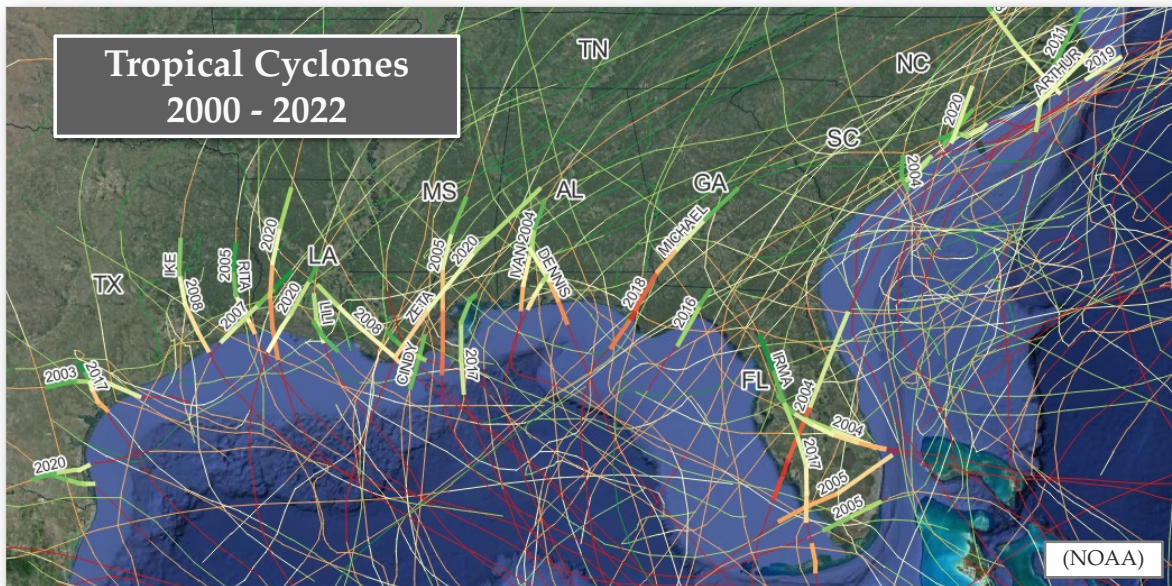 Tropical Cyclones
2000 - 2022
TN
NC
2011
ARTHUR
2019
2020
SC
2004
MS
AL
GA
MICHAEL
2018
2016
TX
IKE
2008
2005
RITA
2007
2020
2020
LA
LILI
2008
2005
2020
ZETA
CINDY
2017
2004
IVAN
DENNIS
2003
2017
2020
FL
IRMA
2004
2004
2017
2005
2005
(NOAA)